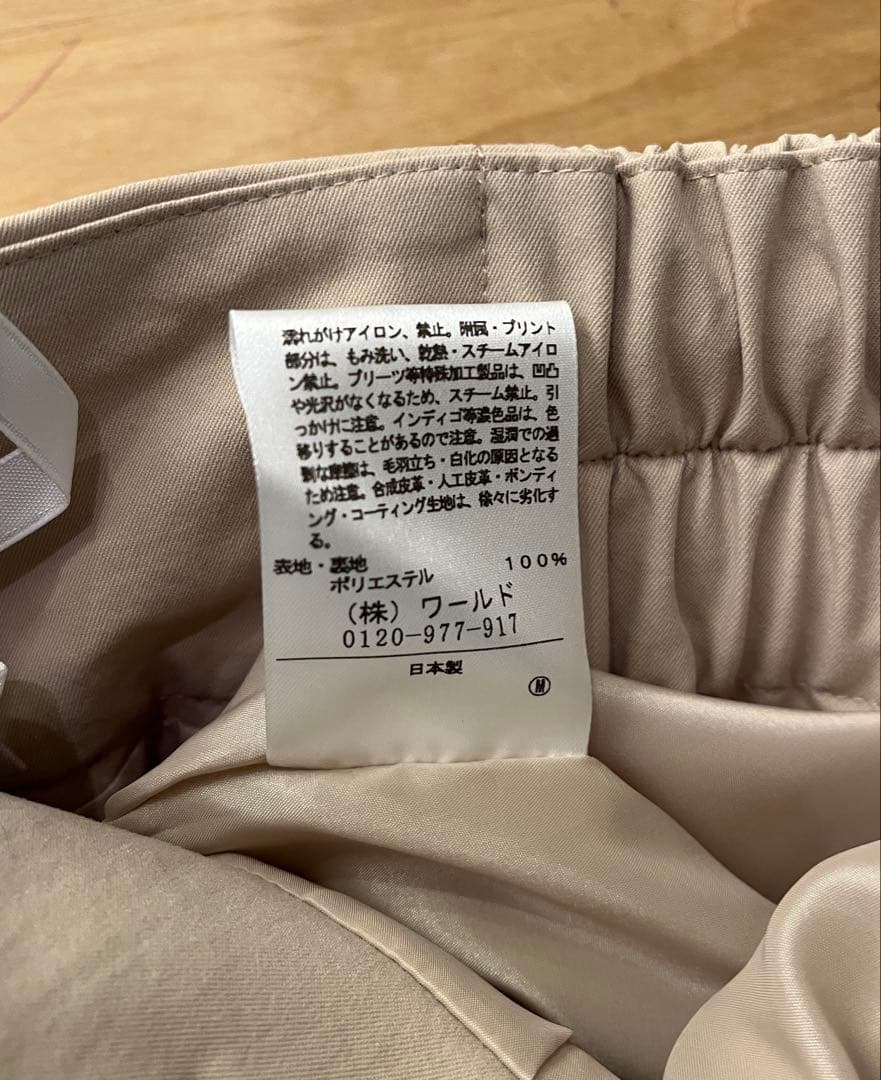 濡れがけアイロン、禁止。附属・プリント
部分は、もみ洗い、乾熱・スチームアイロ
ン禁止。プリーツ等特殊加工製品は、凹凸
や光沢がなくなるため、スチーム禁止。引
っかけに注意。インディゴ等濃色品は、色
移りすることがあるので注意。湿潤での過
剰な摩擦は、毛羽立ち・白化の原因となる
ため注意。合成皮革・人工皮革・ボンディ
ング・コーティング生地は、徐々に劣化す
る。
表地・裏地 100%
ポリエステル
(株) ワールド
0120-977-917
日本製
Ⓜ